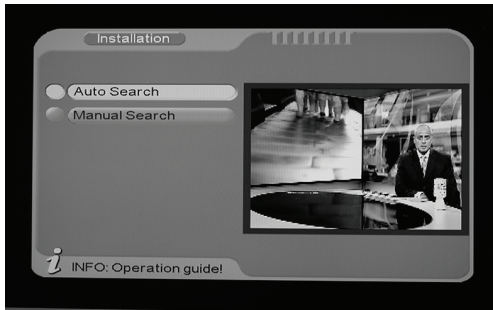 Installation
Auto Search
Manual Search
i INFO: Operation guide!